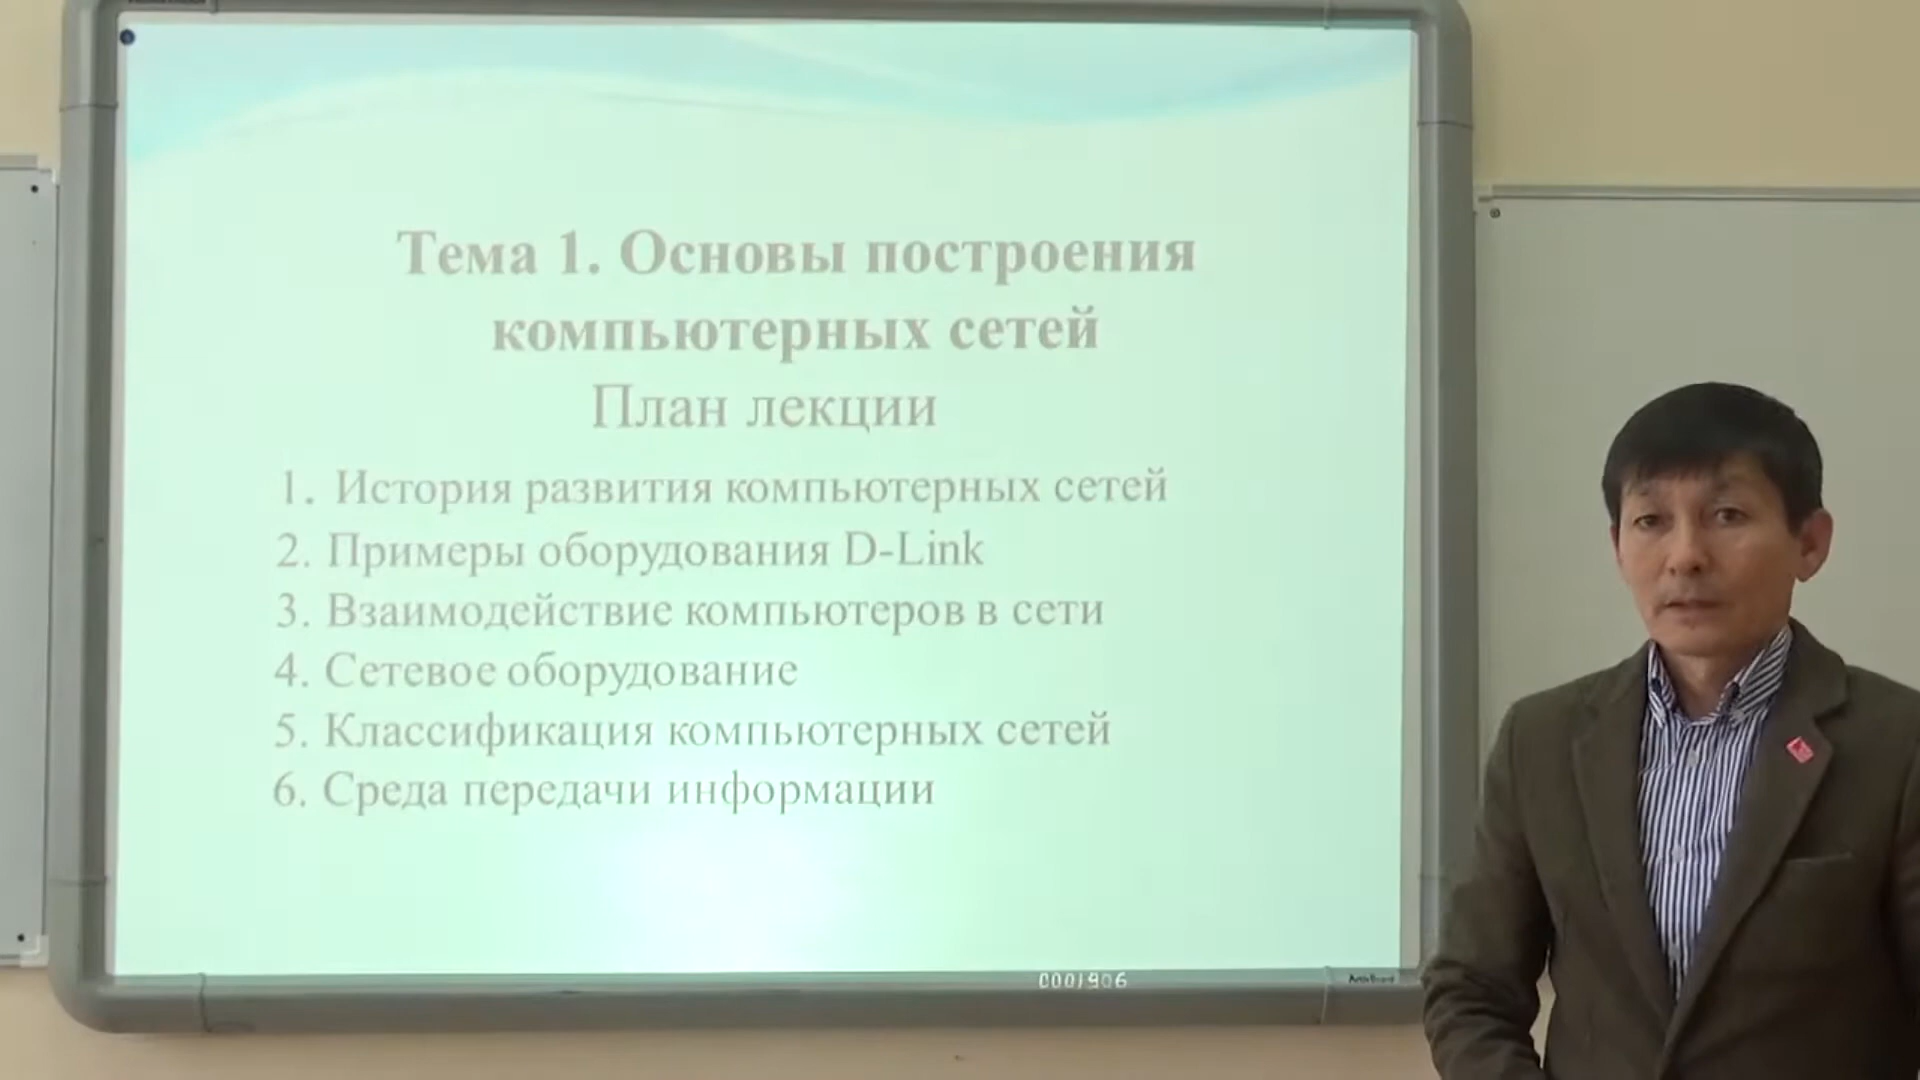 Тема 1. Основы построения
компьютерных сетей
План лекции
1. История развития компьютерных сетей
2. Примеры оборудования D-Link
3. Взаимодействие компьютеров в сети
4. Сетевое оборудование
5. Классификация компьютерных сетей
6. Среда передачи информации
0001906